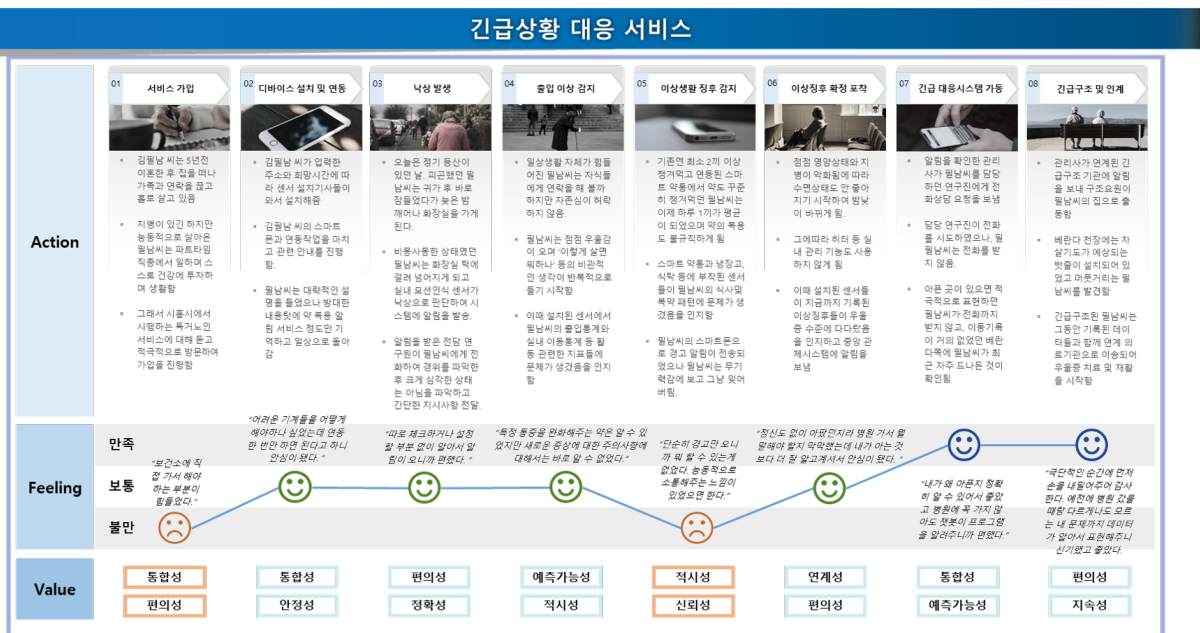 긴급상황 대응 서비스
Action
01
서비스 가입
김필남 씨는 5년전
이혼한 후 집을 떠나
가족과 연락을 끊고
홀로 살고 있음
지병이 있긴 하지만
능동적으로 살아온
필남씨는 파트타임
직종에서 일하며 스
스로 건강에 투자하
며 생활함
그래서 시흥시에서
시행하는 독거노인
서비스에 대해 듣고
적극적으로 방문하여
가입을 진행함
02
디바이스 설치 및 연동
김필남 씨가 입력한
주소와 희망시간에 따
라 센서 설치기사들이
와서 설치해줌
김필남 씨의 스마트
폰과 연동작업을 마치
고 관련 안내를 진행
함.
필남씨는 대략적인 설
명을 들었으나 방대한
내용탓에 약 복용 알
림 서비스 정도만 기
억하고 일상으로 돌아
감
03
낙상 발생
오늘은 정기 등산이
있던 날. 피곤했던 필
남씨는 귀가 후 바로
잠들었다가 늦은 밤
깨어나 화장실을 가게
된다.
비몽사몽한 상태였던
필남씨는 화장실 턱에
걸려 넘어지게 되고
실내 모션인식 센서가
낙상으로 판단하여 시
스템에 알림을 발송.
알림을 받은 전담 연
구원이 필남씨에게 전
화하여 경위를 파악한
후 크게 심각한 상태
는 아님을 파악하고
간단한 지시사항 전달.
04
출입 이상 감지
일상생활 자체가 힘들
어진 필남씨는 자식들
에게 연락을 해 볼까
하지만 자존심이 허락
하지 않음.
필남씨는 점점 우울감
이 오며 '이렇게 살면
뭐하나' 등의 비관적
인 생각이 반복적으로
들기 시작함
이때 설치된 센서에서
필남씨의 출입통계와
실내 이동통계 등 활
동 관련한 지표들에
문제가 생겼음을 인지
함
05
이상생활 징후 감지
기존엔 최소 2끼 이상
챙겨먹고 연동된 스마
트 약통에서 약도 꾸준
히 챙겨먹던 필남씨는
이제 하루 1끼가 평균
이 되었으며 약의 복용
도 불규칙하게 됨
스마트 약통과 냉장고,
식탁 등에 부착된 센서
들이 필남씨의 식사및
복약 패턴에 문제가 생
겼음을 인지함
필남씨의 스마트폰으
로 경고 알림이 전송되
었으나 필남씨는 무기
력감에 보고 그냥 잊어
버림.
06
이상징후 확정 포착
점점 영양상태와 지
병이 악화됨에 따라
수면상태도 안 좋아
지기 시작하여 밤낮
이 바뀌게 됨.
그에따라 히터 등 실
내 관리 기능도 사용
하지 않게 됨
이때 설치된 센서들
이 지금까지 기록된
이상징후들이 우울
증 수준에 다다랐음
을 인지하고 중앙 관
제시스템에 알림을
보냄
07
긴급 대응시스템 가동
알림을 확인한 관리
사가 필남씨를 담당
하던 연구진에게 전
화상담 요청을 보냄
담당 연구진이 전화
를 시도하였으나, 필
필남씨는 전화를 받
지 않음.
아픈 곳이 있으면 적
극적으로 표현하던
필남씨가 전화까지
받지 않고, 이동기록
이 거의 없었던 베란
다쪽에 필남씨가 최
근 자주 드나든 것이
확인됨
08
긴급구조 및 인계
관리사가 연계된 긴
급구조 기관에 알림
을 보내 구조요원이
필남씨의 집으로 출
동함
베란다 천장에는 자
살기도가 예상되는
밧줄이 설치되어 있
었고 머뭇거리는 필
남씨를 발견함
긴급구조된 필남씨는
그동안 기록된 데이
터들과 함께 연계 의
료기관으로 이송되어
우울증 치료 및 재활
을 시작함
Feeling
만족
보통
불만
"보건소에 직
접 가서 해야
하는 부분이
힘들었다."
"어려운 기계들을 어떻게
해야하나 싶었는데 연동
한 번만 하면 된다고 하니
안심이 됐다. "
"따로 체크하거나 설정
할 부분 없이 알아서 알
림이 오니까 편했다. "
"특정 통증을 완화해주는 약은 알 수 있
었지만 새로운 증상에 대한 주의사항에
대해서는 바로 알 수 없었다."
"단순히 경고만 오니
까 뭐 할 수 있는게
없었다. 능동적으로
소통해주는 느낌이
있었으면 한다."
"정신도 없이 아팠던지라 병원 가서 뭘
말해야 할지 막막했는데 내가 아는 것
보다 더 잘 알고계셔서 안심이 됐다. "
"내가 왜 아픈지 정확
히 알 수 있어서 좋았
고 병원에 꼭 가지 않
아도 챗봇이 프로그램
을 알려주니까 편했다."
"극단적인 순간에 먼저
손을 내밀어주어 감사
한다. 예전에 병원 갔을
때랑 다르게나도 모르
는 내 문제까지 데이터
가 알아서 표현해주니
신기했고 좋았다.
Value
통합성
편의성
통합성
안정성
편의성
정확성
예측가능성
적시성
적시성
신뢰성
연계성
편의성
통합성
예측가능성
편의성
지속성